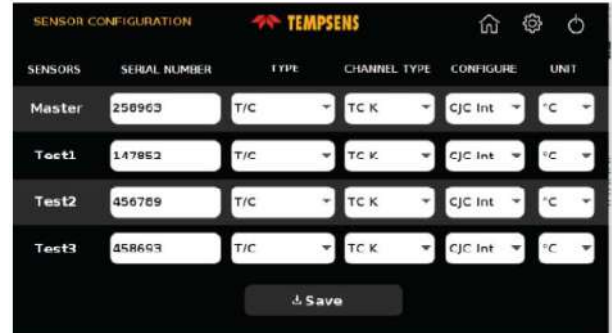 SENSOR CONFIGURATION TEMPSENS
SENSORS SERIAL NUMBER TYPE CHANNEL TYPE CONFIGURE UNIT
Master 258963 T/C TC K CJC Int °C
Test1 147852 T/C TC K CJC Int °C
Test2 456789 T/C TC K CJC Int °C
Test3 458693 T/C TC K CJC Int °C
Save